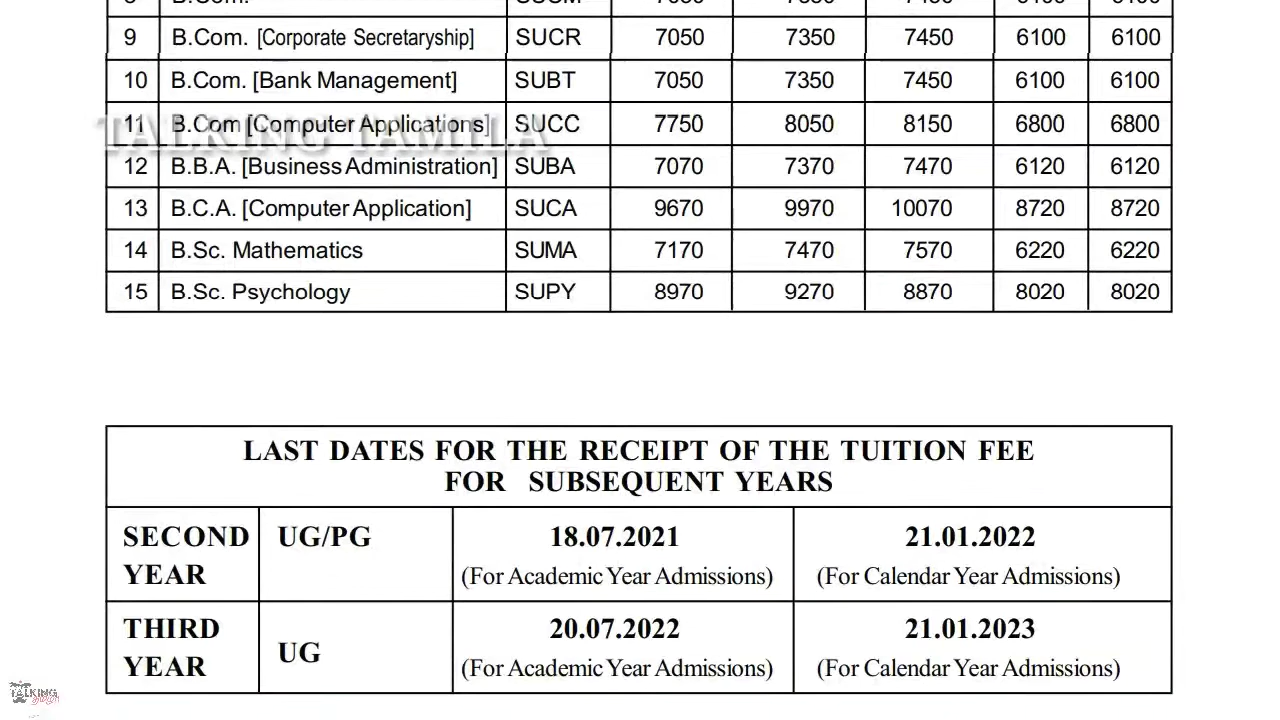 9 B.Com. [Corporate Secretaryship] SUCR 7050 7350 7450 6100 6100
10 B.Com. [Bank Management] SUBT 7050 7350 7450 6100 6100
11 B.Com [Computer Applications] SUCC 7750 8050 8150 6800 6800
TALKING TAMILA
12 B.B.A. [Business Administration] SUBA 7070 7370 7470 6120 6120
13 B.C.A. [Computer Application] SUCA 9670 9970 10070 8720 8720
14 B.Sc. Mathematics SUMA 7170 7470 7570 6220 6220
15 B.Sc. Psychology SUPY 8970 9270 8870 8020 8020
LAST DATES FOR THE RECEIPT OF THE TUITION FEE
FOR SUBSEQUENT YEARS
SECOND UG/PG 18.07.2021 21.01.2022
YEAR (For Academic Year Admissions) (For Calendar Year Admissions)
THIRD 20.07.2022 21.01.2023
UG
YEAR (For Academic Year Admissions) (For Calendar Year Admissions)
TALKING